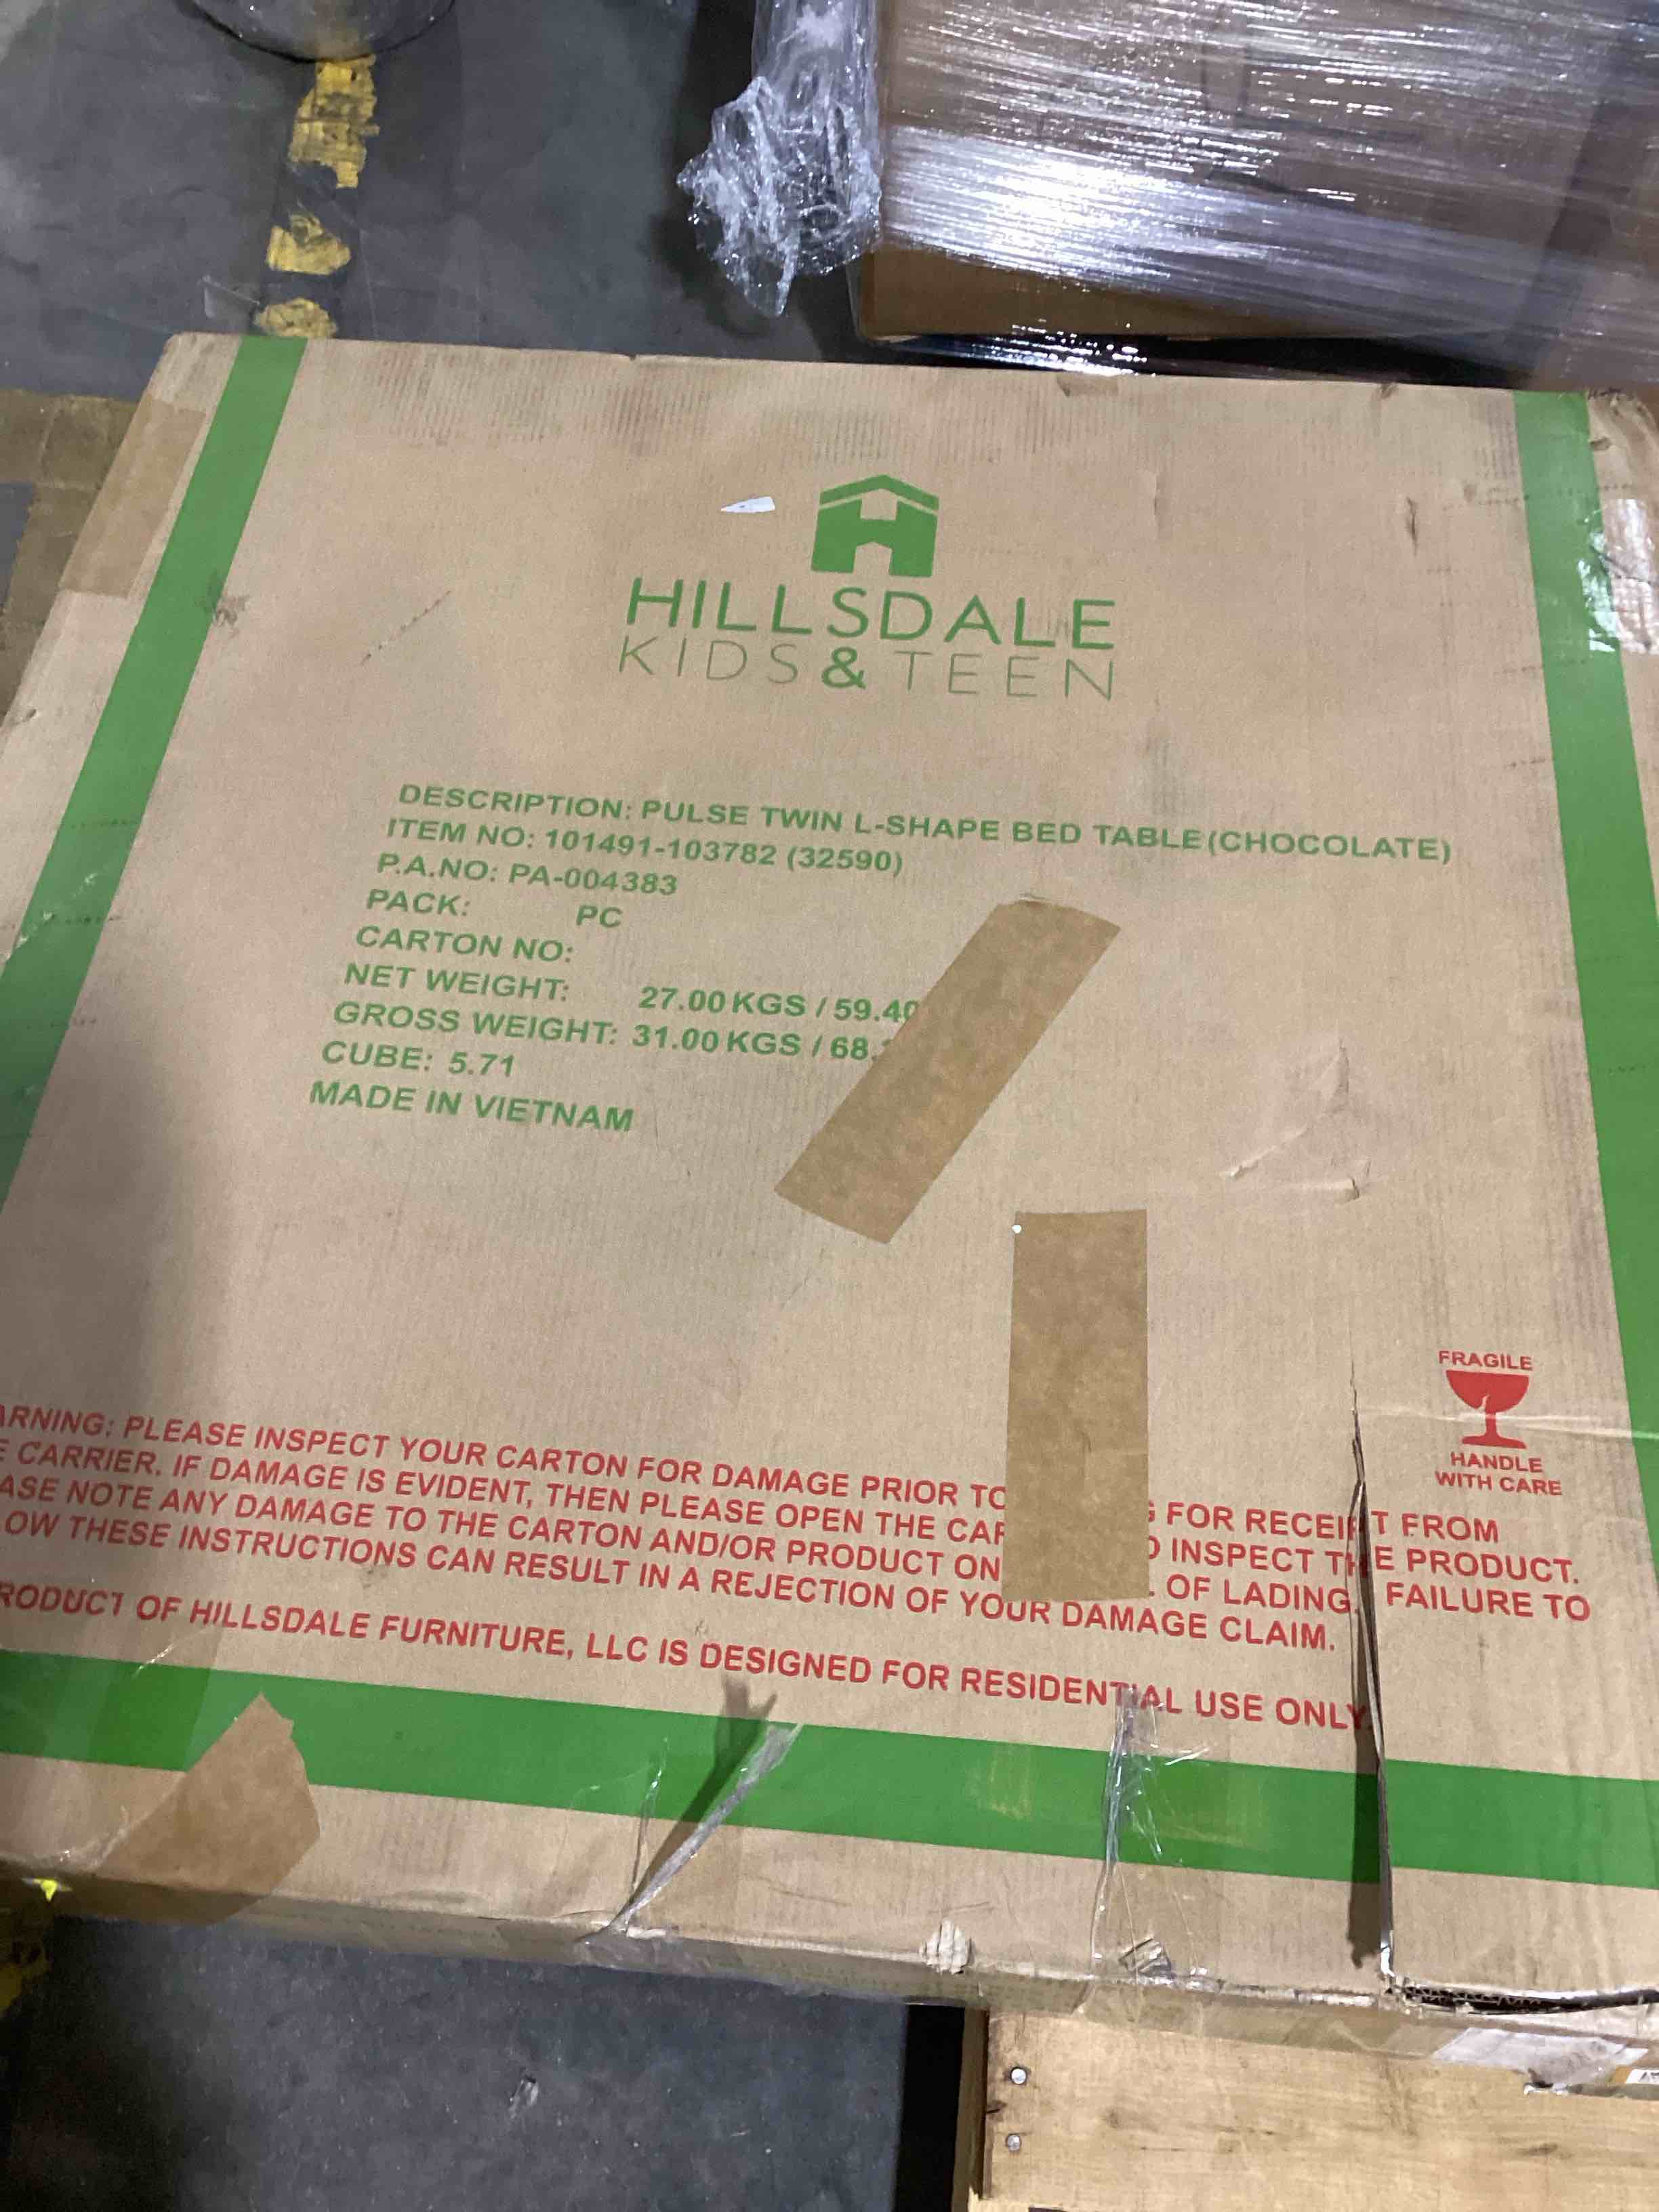 HILLSDALE
KIDS & TEEN
DESCRIPTION: PULSE TWIN L-SHAPE BED TABLE (CHOCOLATE)
ITEM NO: 101491-103782 (32590)
P.A.NO: PA-004383
PACK: PC
CARTON NO:
NET WEIGHT: 27.00 KGS / 59.40
GROSS WEIGHT: 31.00 KGS / 68.
CUBE: 5.71
MADE IN VIETNAM
FRAGILE
HANDLE
WITH CARE
ARNING: PLEASE INSPECT YOUR CARTON FOR DAMAGE PRIOR TO G FOR RECEIPT FROM
E CARRIER. IF DAMAGE IS EVIDENT, THEN PLEASE OPEN THE CAR O INSPECT THE PRODUCT.
ASE NOTE ANY DAMAGE TO THE CARTON AND/OR PRODUCT ON OF LADING. FAILURE TO
LOW THESE INSTRUCTIONS CAN RESULT IN A REJECTION OF YOUR DAMAGE CLAIM.
RODUCT OF HILLSDALE FURNITURE, LLC IS DESIGNED FOR RESIDENTIAL USE ONLY.